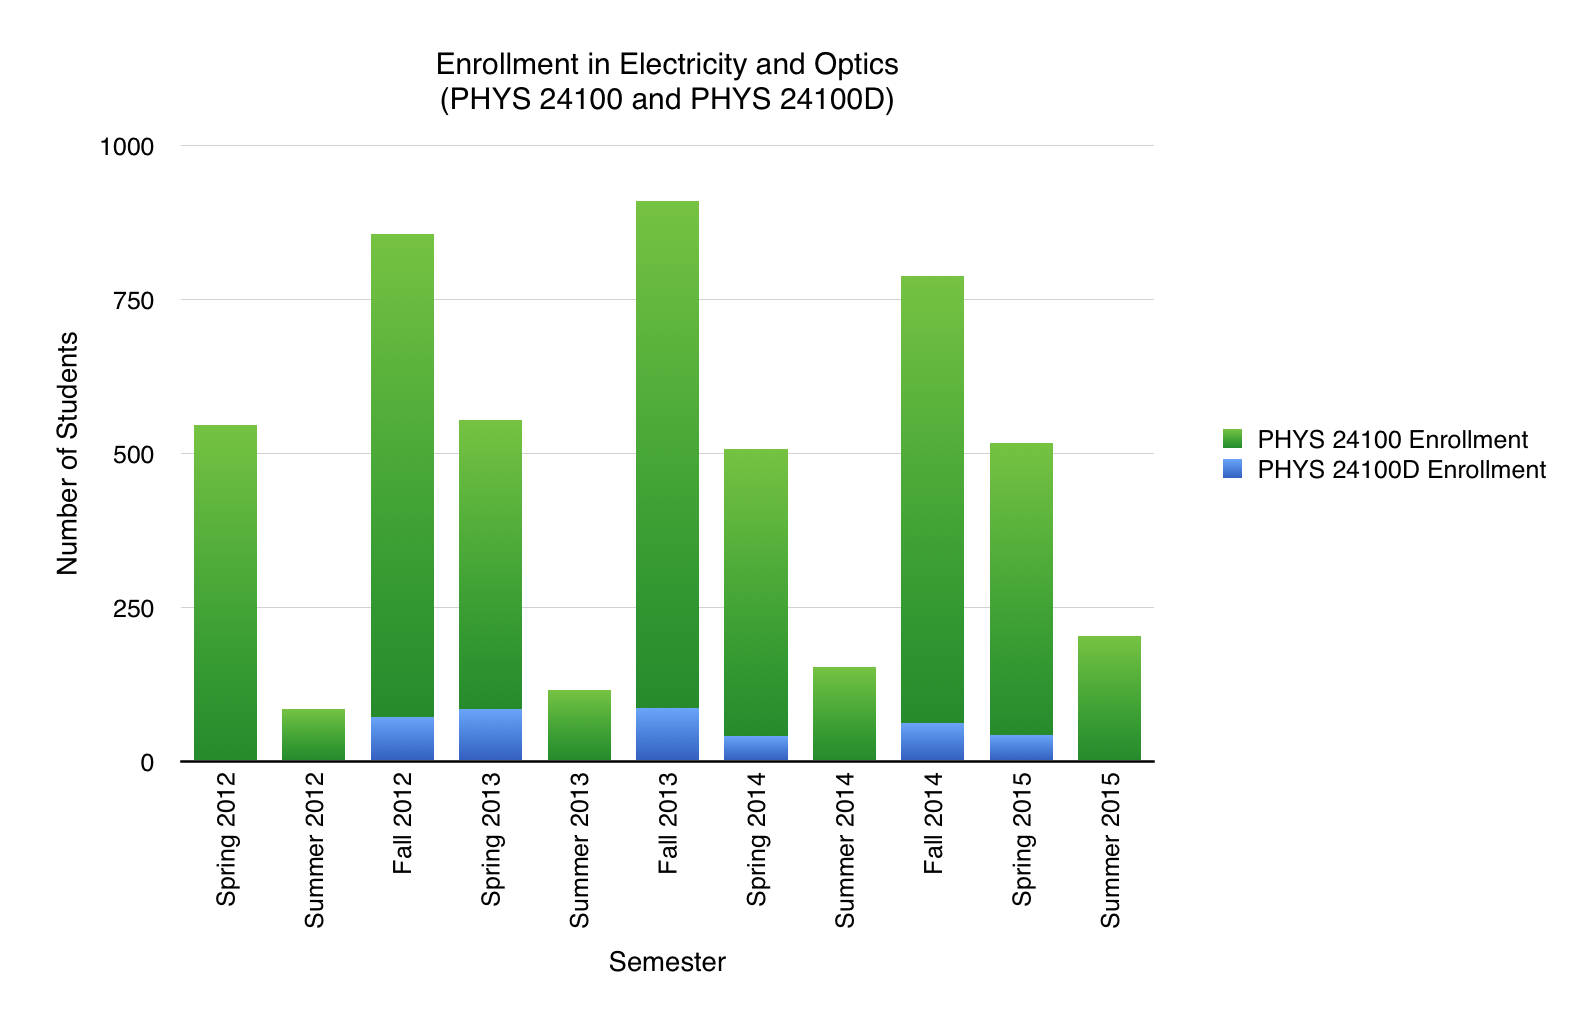 Enrollment in Electricity and Optics
(PHYS 24100 and PHYS 24100D)
1000
750
500
250
0
Number of Students
Spring 2012
Summer 2012
Fall 2012
Spring 2013
Summer 2013
Fall 2013
Spring 2014
Summer 2014
Fall 2014
Spring 2015
Summer 2015
Semester
PHYS 24100 Enrollment
PHYS 24100D Enrollment